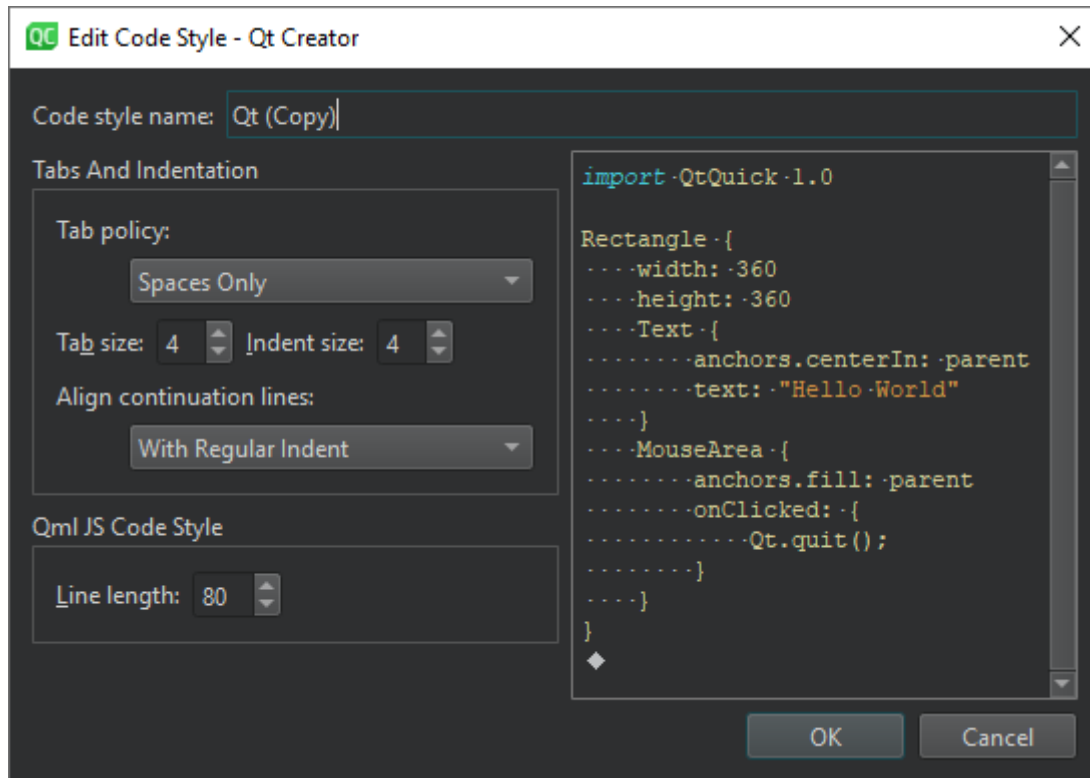 QC Edit Code Style - Qt Creator
Code style name: Qt (Copy)
Tabs And Indentation
Tab policy:
Spaces Only
Tab size: 4 Indent size: 4
Align continuation lines:
With Regular Indent
Qml JS Code Style
Line length: 80
import·QtQuick·1.0
Rectangle·{
····width:·360
····height:·360
····Text·{
········anchors.centerIn:·parent
········text:·"Hello·World"
····}
····MouseArea·{
········anchors.fill:·parent
········onClicked:·{
············Qt.quit();
········}
····}
}
OK Cancel